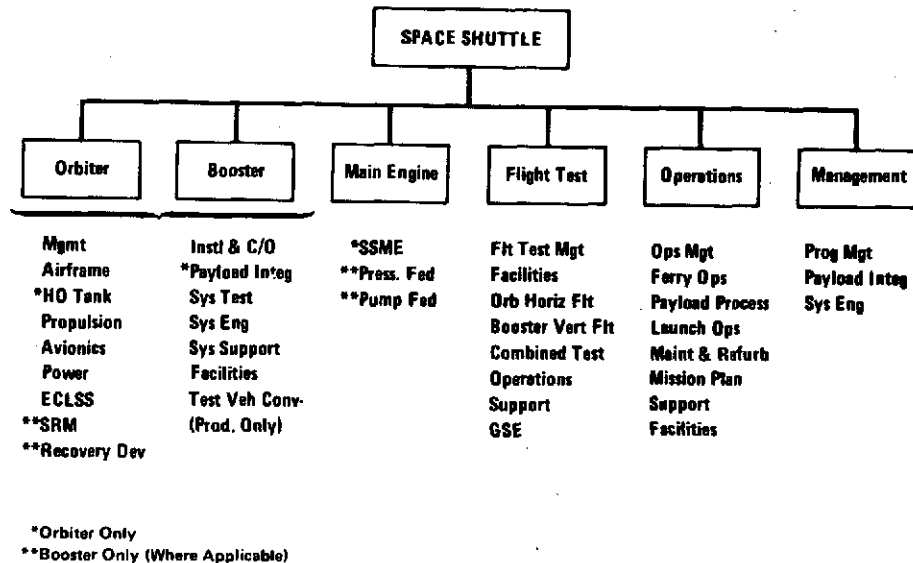 SPACE SHUTTLE
Orbiter
Booster
Main Engine
Flight Test
Operations
Management
Mgmt
Airframe
*HO Tank
Propulsion
Avionics
Power
ECLSS
**SRM
**Recovery Dev
Instl & C/O
*Payload Integ
Sys Test
Sys Eng
Sys Support
Facilities
Test Veh Conv-
(Prod. Only)
*SSME
**Press. Fed
**Pump Fed
Flt Test Mgt
Facilities
Orb Horiz Flt
Booster Vert Flt
Combined Test
Operations
Support
GSE
Ops Mgt
Ferry Ops
Payload Process
Launch Ops
Maint & Refurb
Mission Plan
Support
Facilities
Prog Mgt
Payload Integ
Sys Eng
*Orbiter Only
**Booster Only (Where Applicable)